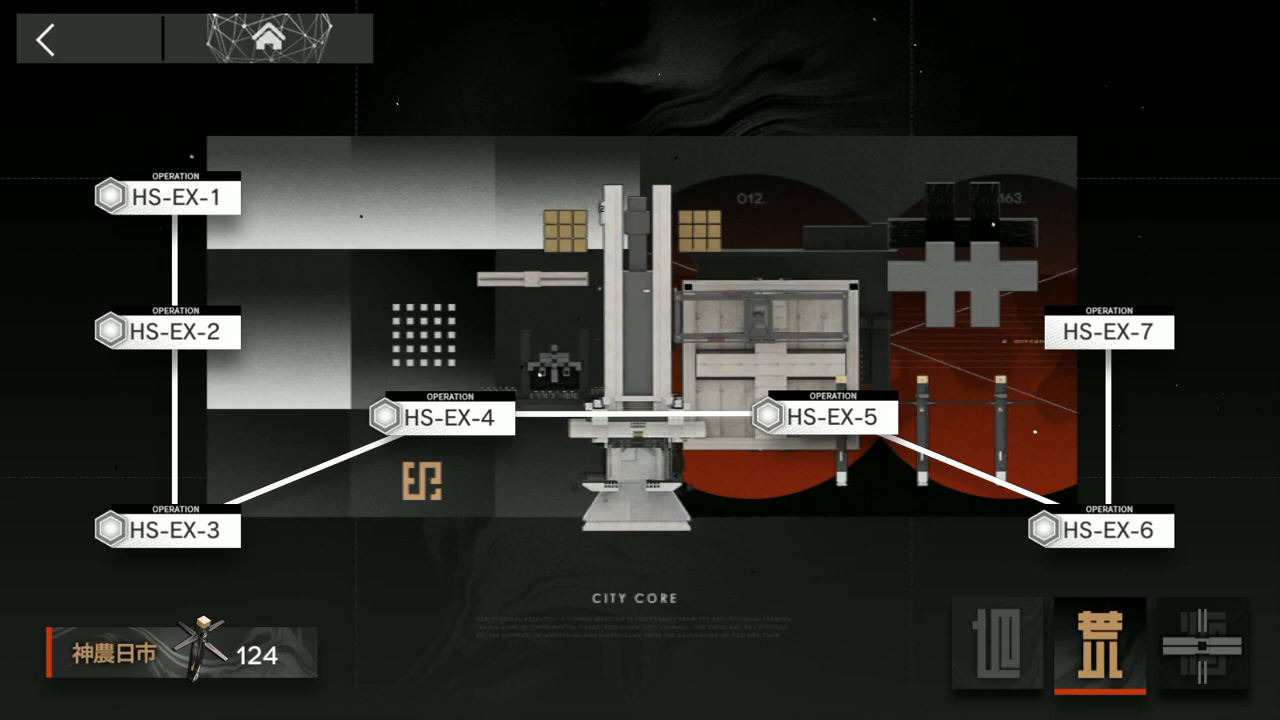 OPERATION
HS-EX-1
012.
163.
OPERATION
HS-EX-2
OPERATION
HS-EX-7
OPERATION
HS-EX-4
OPERATION
HS-EX-5
OPERATION
HS-EX-3
OPERATION
HS-EX-6
CITY CORE
神農日市
124